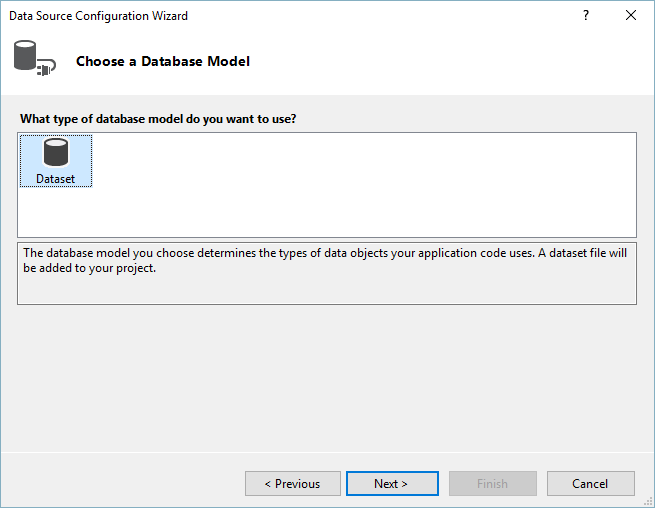 Data Source Configuration Wizard
?
Choose a Database Model
What type of database model do you want to use?
Dataset
The database model you choose determines the types of data objects your application code uses. A dataset file will
be added to your project.
< Previous
Next >
Finish
Cancel